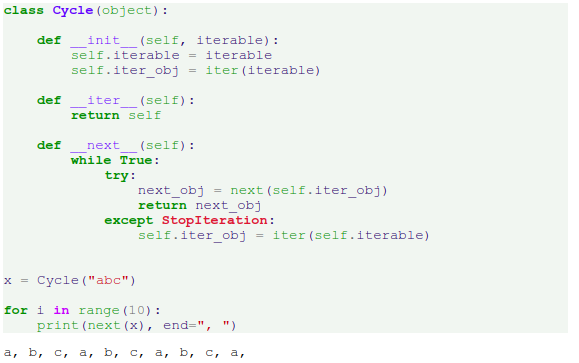 class Cycle(object):
    def __init__(self, iterable):
        self.iterable = iterable
        self.iter_obj = iter(iterable)
    def __iter__(self):
        return self
    def __next__(self):
        while True:
            try:
                next_obj = next(self.iter_obj)
                return next_obj
            except StopIteration:
                self.iter_obj = iter(self.iterable)
x = Cycle("abc")
for i in range(10):
    print(next(x), end=", ")
a, b, c, a, b, c, a, b, c, a,